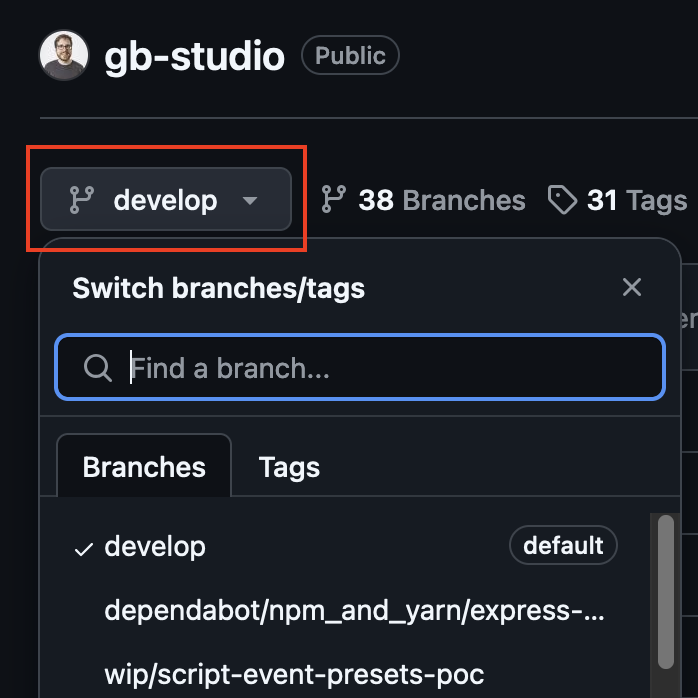 gb-studio Public
develop 38 Branches 31 Tags
Switch branches/tags
Find a branch...
Branches Tags
develop default
dependabot/npm_and_yarn/express-...
wip/script-event-presets-poc